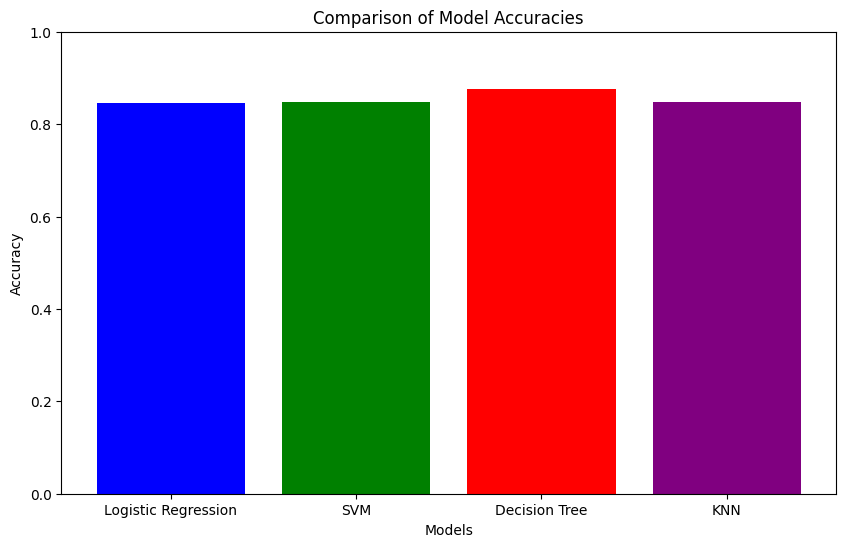 Comparison of Model Accuracies
1.0
0.8
0.6
0.4
0.2
0.0
Accuracy
Logistic Regression
SVM
Decision Tree
KNN
Models